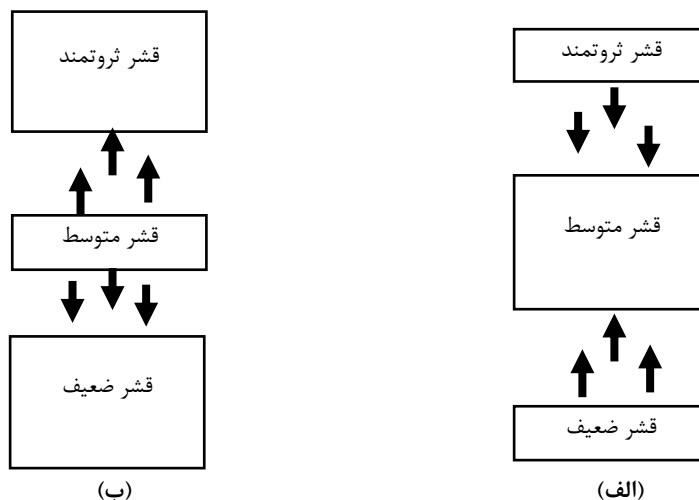 قشر ثروتمند
قشر متوسط
قشر ضعیف
(الف)
قشر ثروتمند
قشر متوسط
قشر ضعیف
(ب)